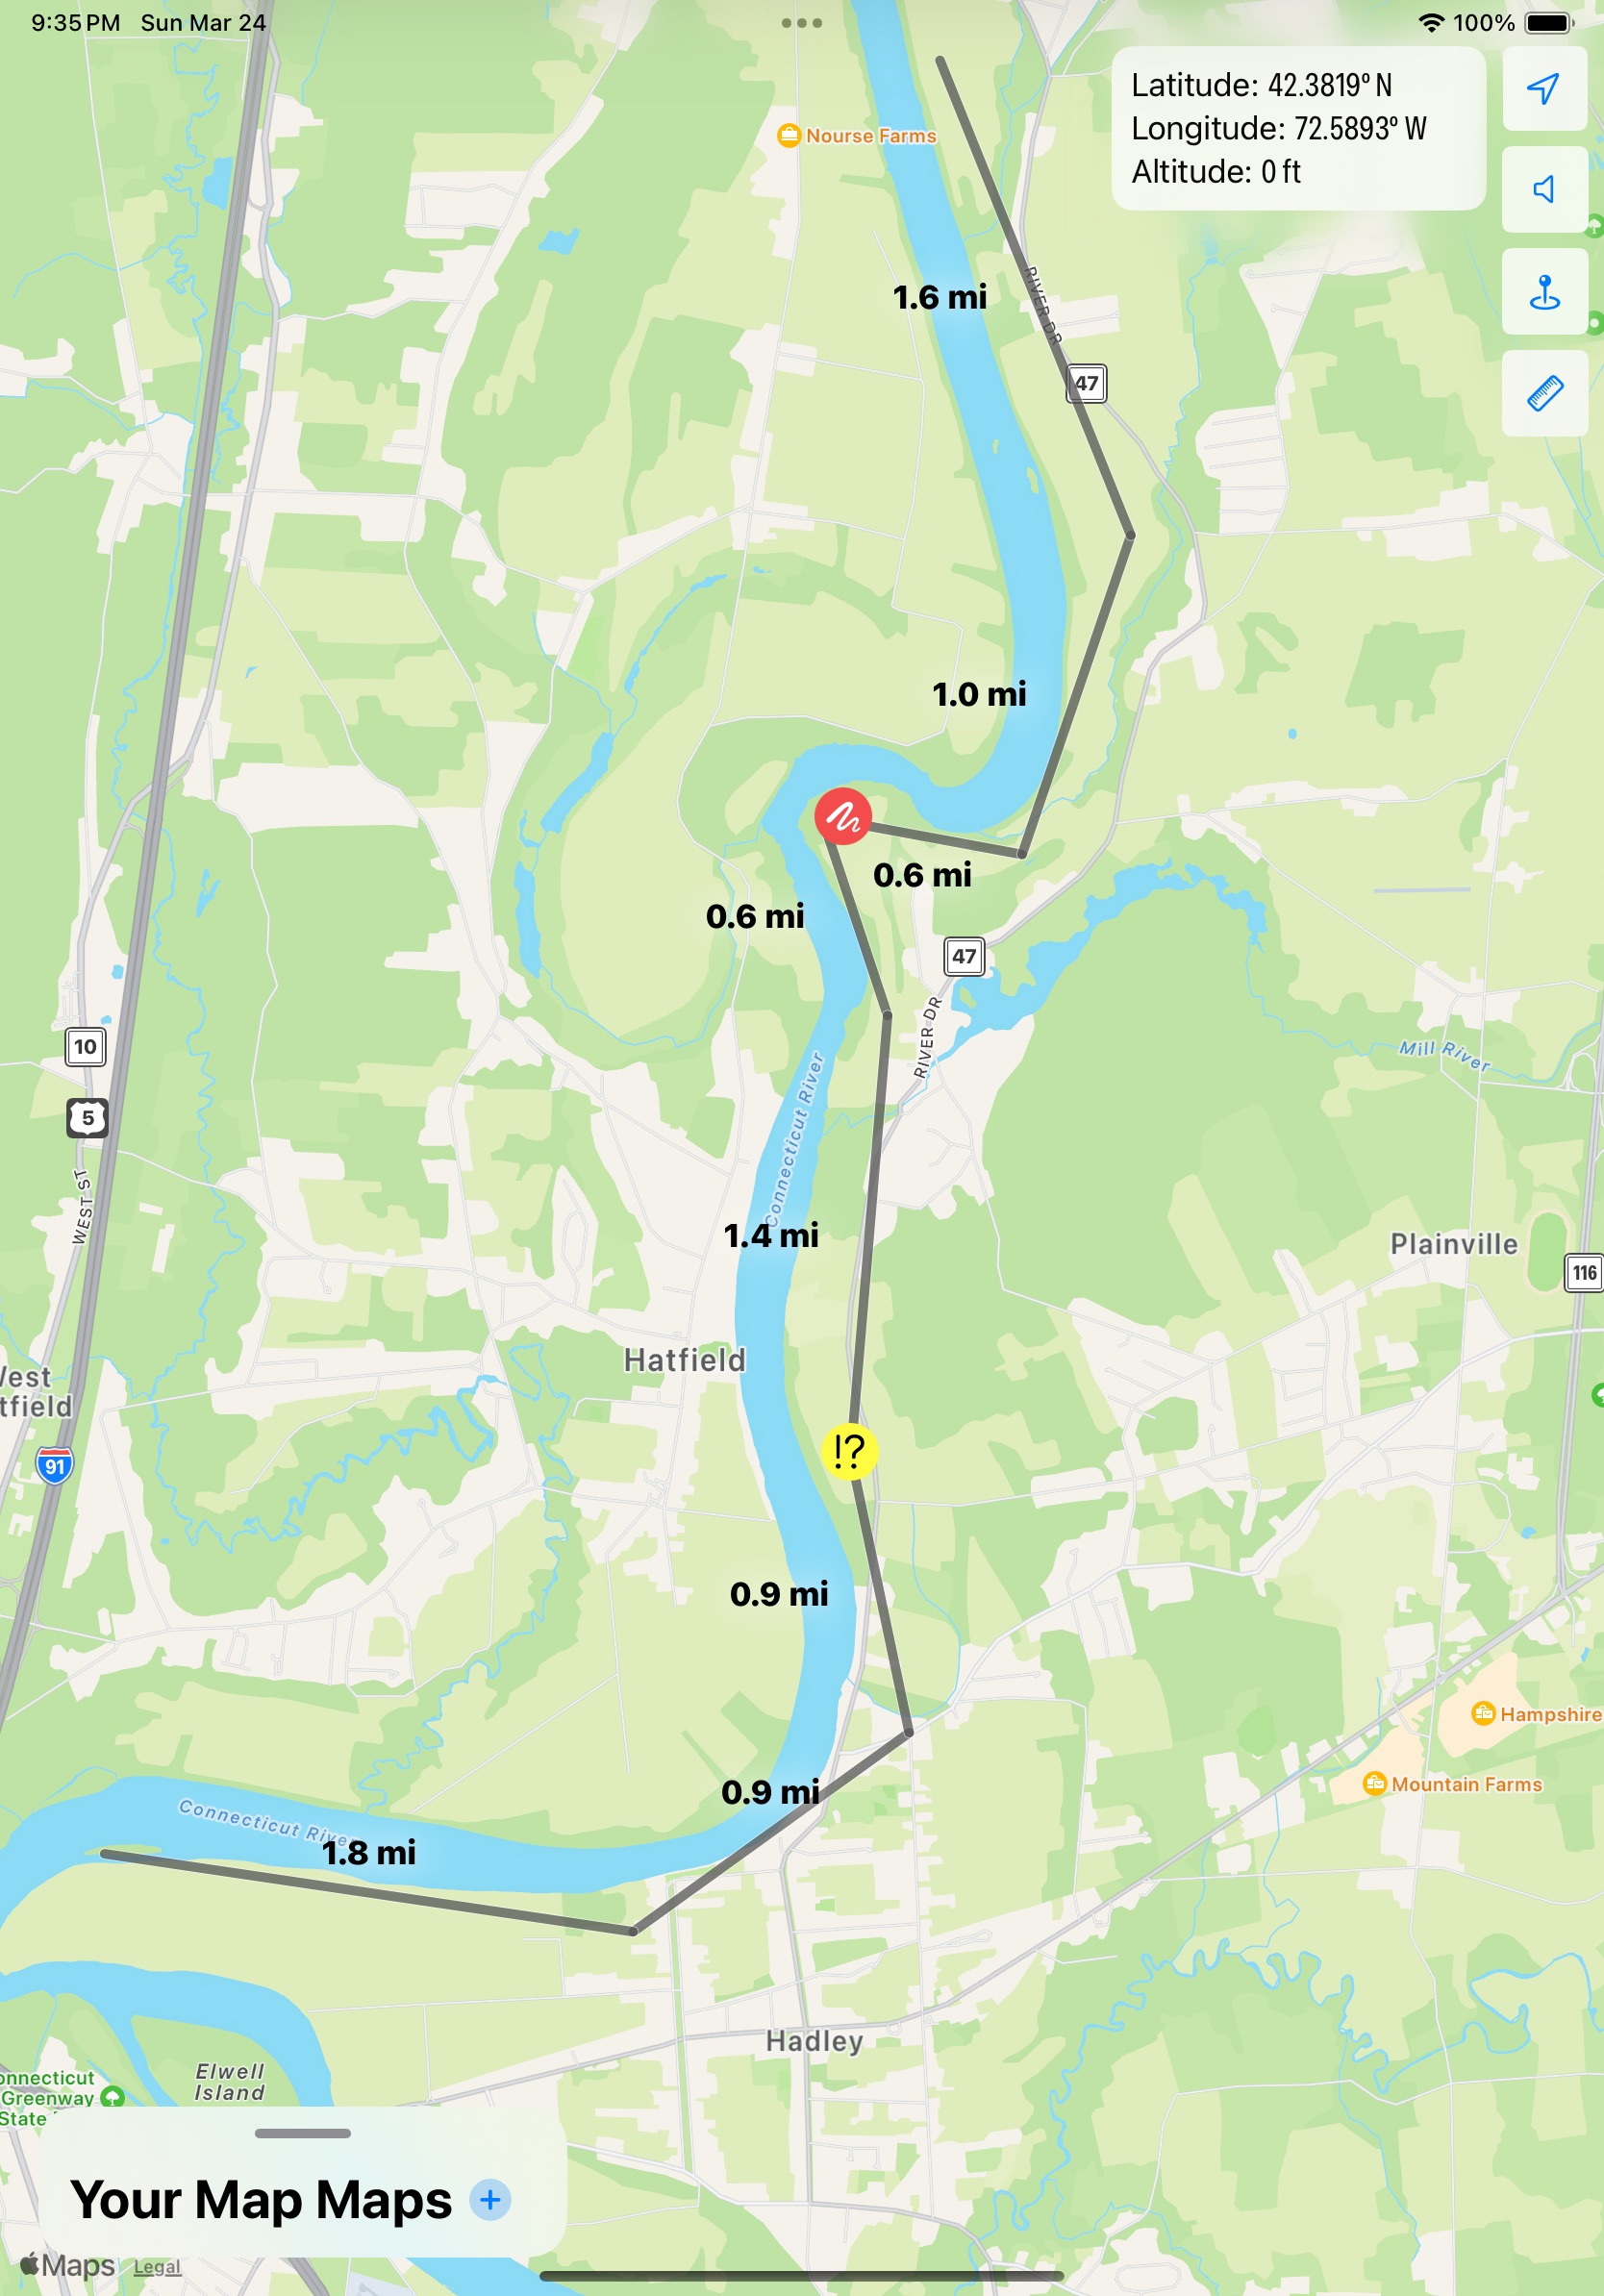 9:35 PM Sun Mar 24
100%
Latitude: 42.3819° N
Longitude: 72.5893° W
Altitude: 0 ft
Nourse Farms
1.6 mi
RIVER DR
47
1.0 mi
0.6 mi
0.6 mi
47
RIVER DR
10
Mill River
5
Connecticut River
WEST ST
1.4 mi
Plainville
116
Hatfield
West
tfield
!?
91
0.9 mi
Hampshire
Mountain Farms
0.9 mi
Connecticut River
1.8 mi
Hadley
Elwell
Island
onnecticut
Greenway
State
Your Map Maps +
Maps Legal